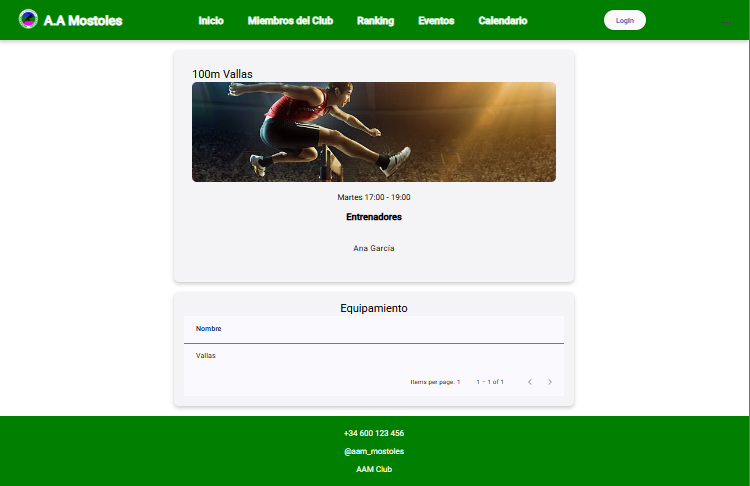 A.A Mostoles Inicio Miembros del Club Ranking Eventos Calendario Login
100m Vallas
Martes 17:00 - 19:00
Entrenadores
Ana García
Equipamiento
Nombre
Vallas
Items per page: 1 1 – 1 of 1
+34 600 123 456
@aam_mostoles
AAM Club